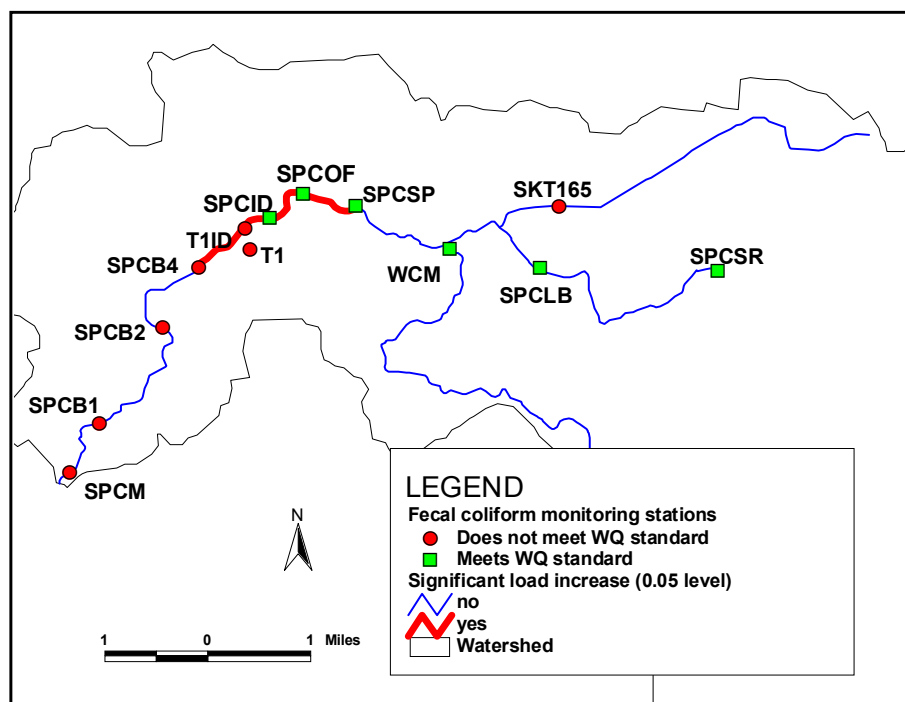 SPCOF
SPCSP
SKT165
SPCID
T1ID
T1
SPCB4
WCM
SPCSR
SPCLB
SPCB2
SPCB1
SPCM
N
1 0 1 Miles
LEGEND
Fecal coliform monitoring stations
Does not meet WQ standard
Meets WQ standard
Significant load increase (0.05 level)
no
yes
Watershed